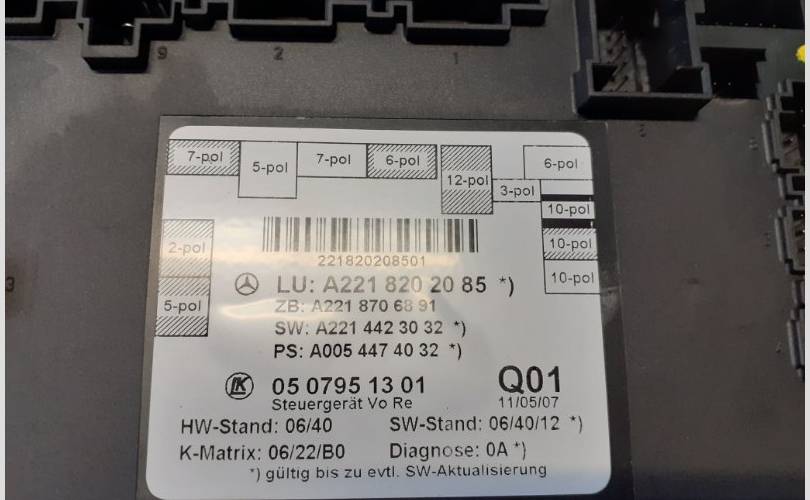 9 2 1
7-pol 5-pol 7-pol 6-pol 12-pol 3-pol 6-pol
10-pol
10-pol
10-pol
2-pol
5-pol
221820208501
LU: A221 820 20 85 *)
ZB: A221 870 68 91
SW: A221 442 30 32 *)
PS: A005 447 40 32 *)
LK 05 0795 13 01 Q01
Steuergerät Vo Re 11/05/07
HW-Stand: 06/40 SW-Stand: 06/40/12 *)
K-Matrix: 06/22/B0 Diagnose: 0A *)
*) gültig bis zu evtl. SW-Aktualisierung